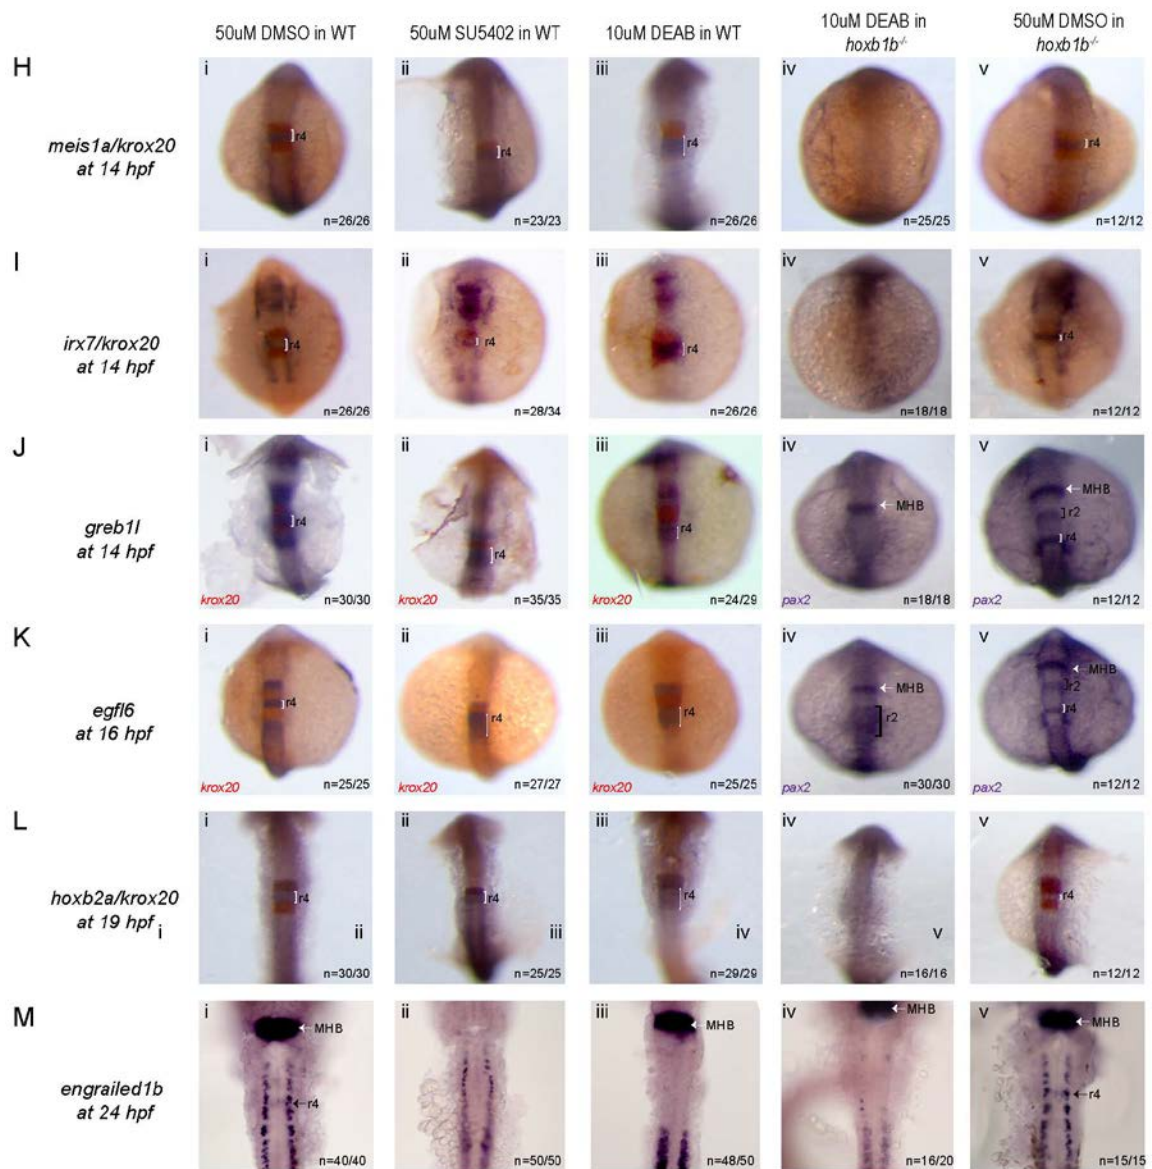 50uM DMSO in WT
50uM SU5402 in WT
10uM DEAB in WT
10uM DEAB in
hoxb1b-/-
50uM DMSO in
hoxb1b-/-
H
meis1a/krox20
at 14 hpf
i
r4
n=26/26
ii
r4
n=23/23
iii
r4
n=26/26
iv
n=25/25
v
r4
n=12/12
I
irx7/krox20
at 14 hpf
i
r4
n=26/26
ii
r4
n=28/34
iii
r4
n=26/26
iv
n=18/18
v
r4
n=12/12
J
greb1l
at 14 hpf
i
r4
krox20 n=30/30
ii
r4
krox20 n=35/35
iii
r4
krox20 n=24/29
iv
MHB
pax2 n=18/18
v
MHB
r2
r4
pax2 n=12/12
K
egfl6
at 16 hpf
i
r4
krox20 n=25/25
ii
r4
krox20 n=27/27
iii
r4
krox20 n=25/25
iv
MHB
r2
pax2 n=30/30
v
MHB
r2
r4
pax2 n=12/12
L
hoxb2a/krox20
at 19 hpf
i
i
r4
ii
n=30/30
ii
r4
iii
n=25/25
iii
r4
iv
n=29/29
iv
v
n=16/16
v
r4
n=12/12
M
engrailed1b
at 24 hpf
i
MHB
r4
n=40/40
ii
n=50/50
iii
MHB
n=48/50
iv
MHB
n=16/20
v
MHB
r4
n=15/15